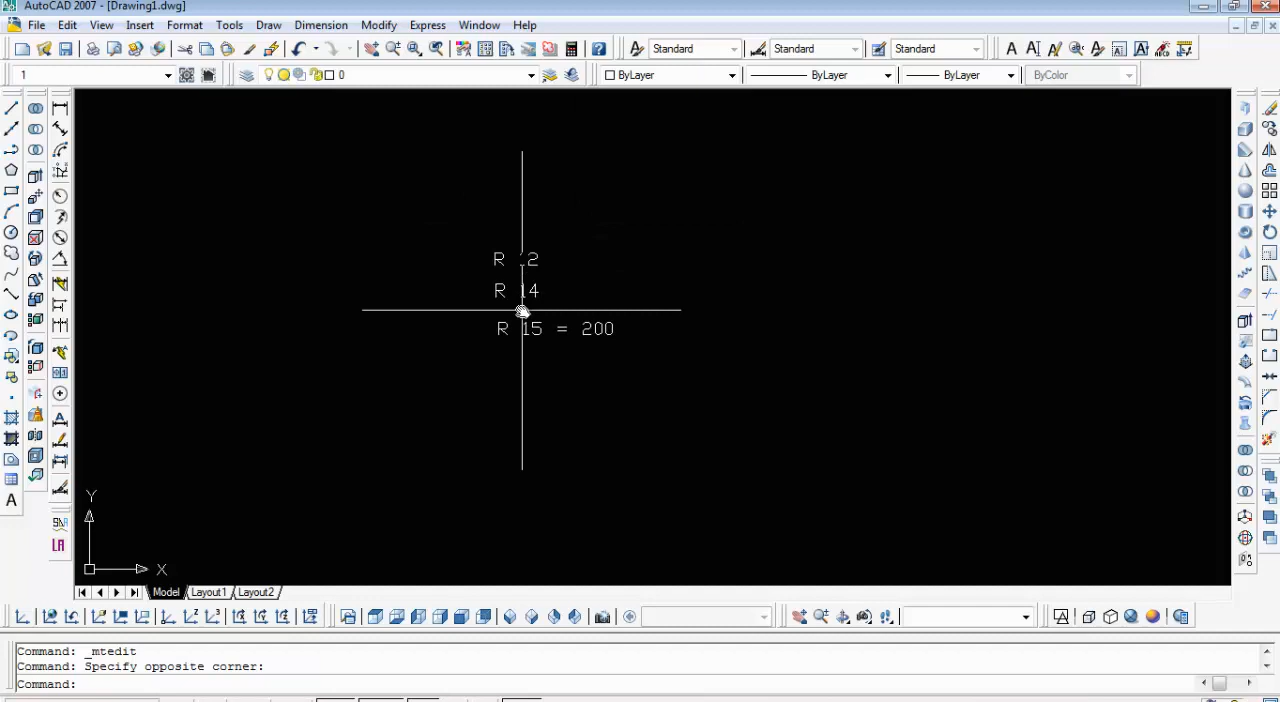 AutoCAD 2007 - [Drawing1.dwg]
File Edit View Insert Format Tools Draw Dimension Modify Express Window Help
Standard Standard Standard
1 0 ByLayer ByLayer ByLayer ByColor
R 12
R 14
R 15 = 200
Y
X
A
Model Layout1 Layout2
Command: _mtedit
Command: Specify opposite corner:
Command: